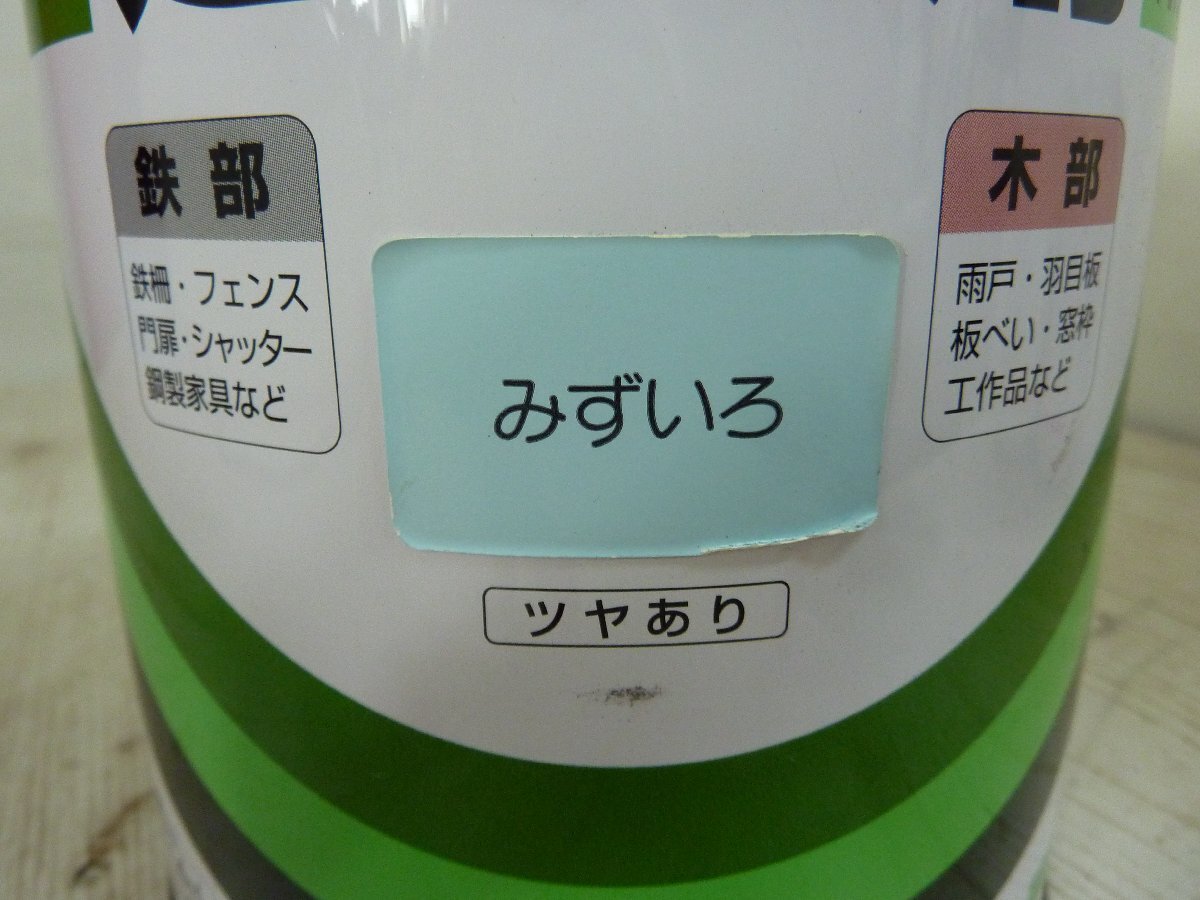 鉄部
鉄柵・フェンス
門扉・シャッター
鋼製家具など
木部
雨戸・羽目板
板べい・窓枠
工作品など
みずいろ
ツヤあり